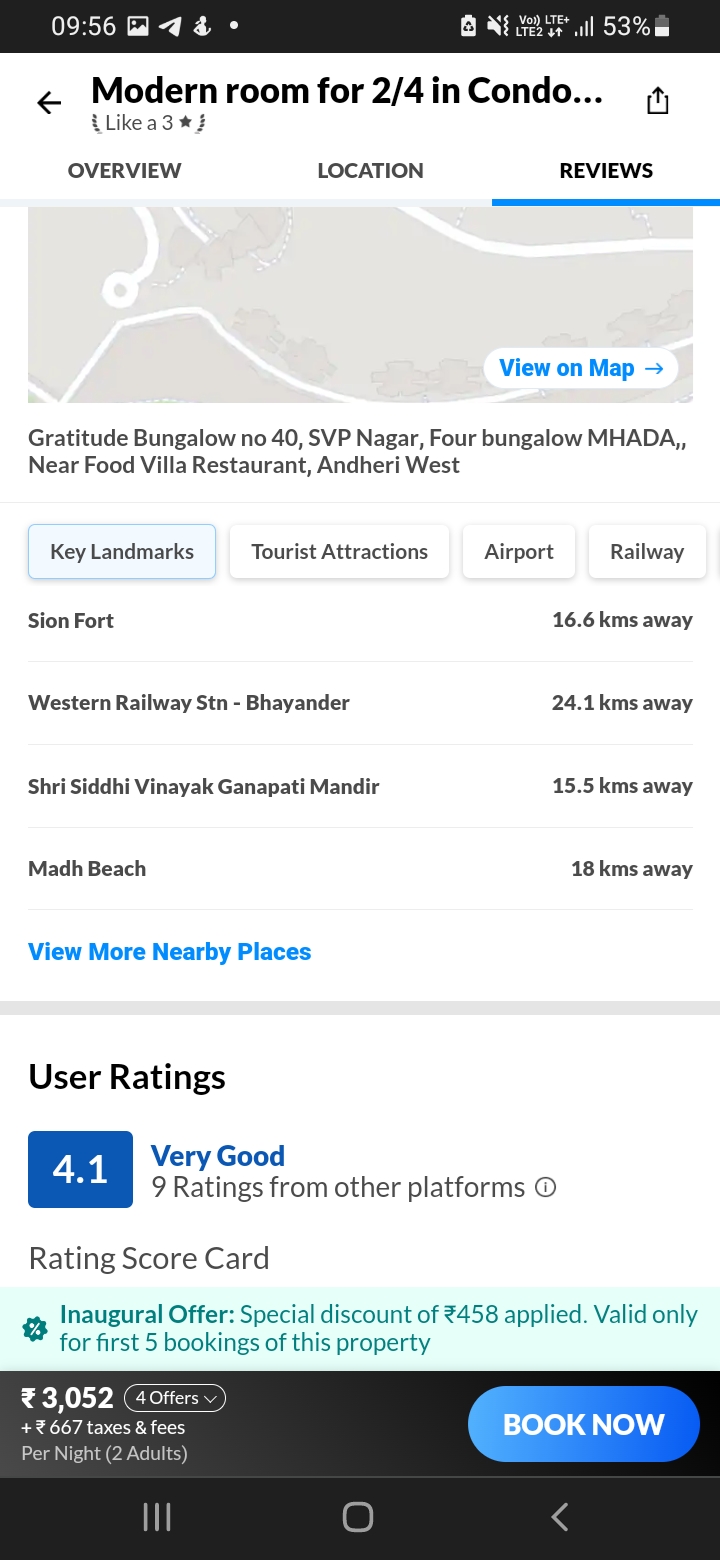 09:56
Vo)) LTE+
LTE2
53%
Modern room for 2/4 in Condo...
Like a 3★
OVERVIEW LOCATION REVIEWS
View on Map →
Gratitude Bungalow no 40, SVP Nagar, Four bungalow MHADA,,
Near Food Villa Restaurant, Andheri West
Key Landmarks Tourist Attractions Airport Railway
Sion Fort 16.6 kms away
Western Railway Stn - Bhayander 24.1 kms away
Shri Siddhi Vinayak Ganapati Mandir 15.5 kms away
Madh Beach 18 kms away
View More Nearby Places
User Ratings
4.1 Very Good
9 Ratings from other platforms
Rating Score Card
Inaugural Offer: Special discount of ₹458 applied. Valid only
for first 5 bookings of this property
₹ 3,052 4 Offers
+ ₹ 667 taxes & fees
Per Night (2 Adults)
BOOK NOW